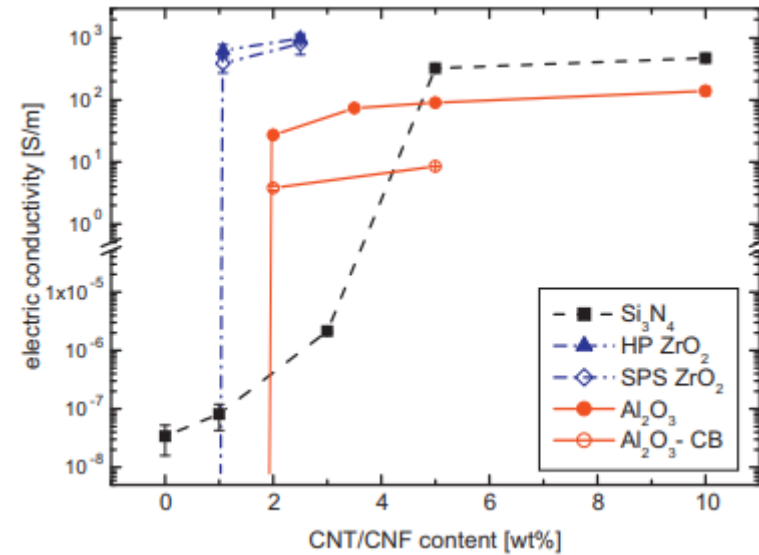 electric conductivity [S/m]
10³
10²
10¹
10⁰
1x10⁻⁵
10⁻⁶
10⁻⁷
10⁻⁸
Si₃N₄
HP ZrO₂
SPS ZrO₂
Al₂O₃
Al₂O₃- CB
0 2 4 6 8 10
CNT/CNF content [wt%]